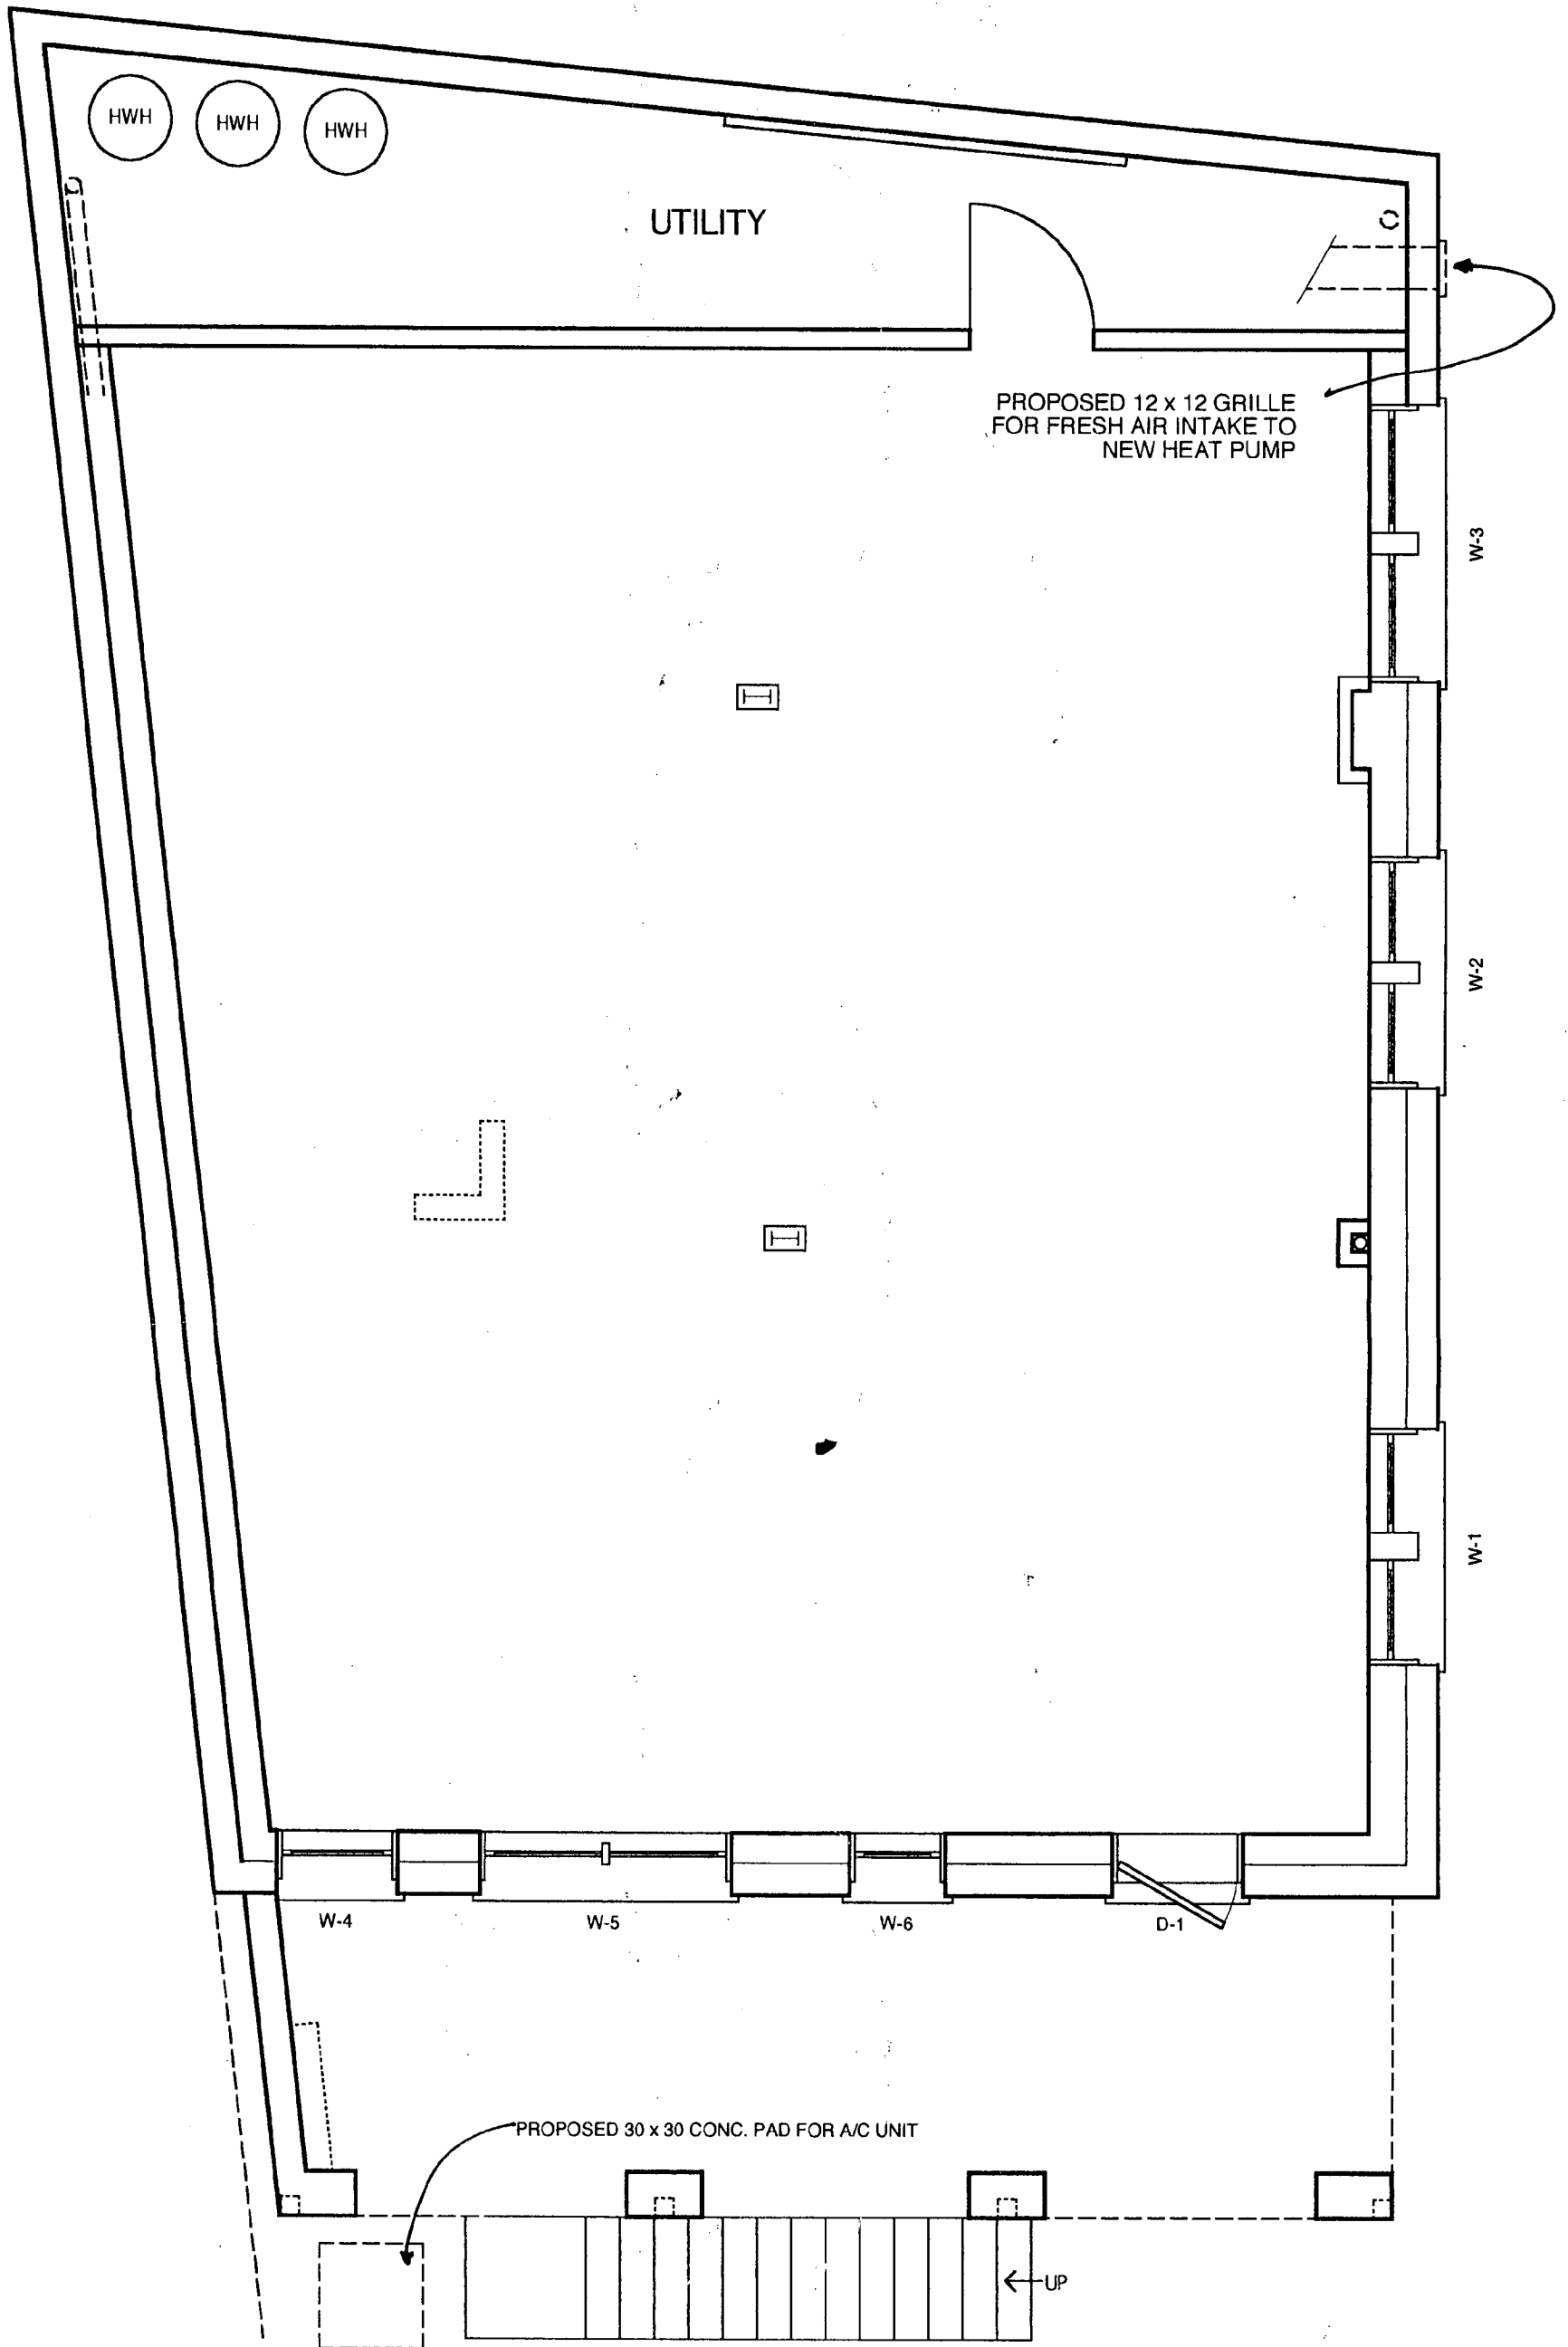 HWH
HWH
HWH
UTILITY
PROPOSED 12 x 12 GRILLE
FOR FRESH AIR INTAKE TO
NEW HEAT PUMP
W-3
W-2
W-1
W-4
W-5
W-6
D-1
PROPOSED 30 x 30 CONC. PAD FOR A/C UNIT
UP